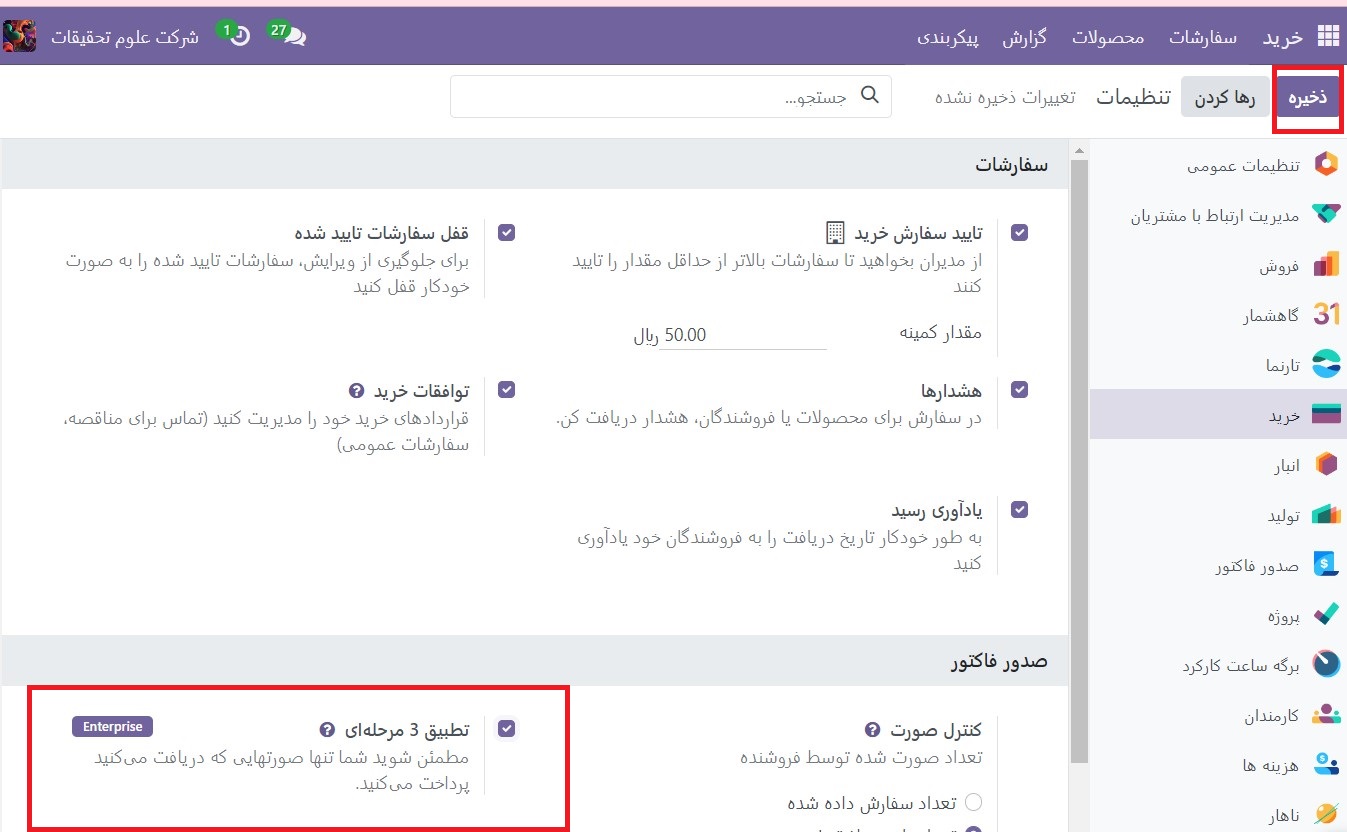 خرید
سفارشات
محصولات
گزارش
پیکربندی
27
1
شرکت علوم تحقیقات
ذخیره
رها کردن
تنظیمات
تغییرات ذخیره نشده
جستجو...
تنظیمات عمومی
مدیریت ارتباط با مشتریان
فروش
31
گاهشمار
تارنما
خرید
انبار
تولید
صدور فاکتور
پروژه
برگه ساعت کارکرد
کارمندان
هزینه ها
ناهار
سفارشات
تایید سفارش خرید
از مدیران بخواهید تا سفارشات بالاتر از حداقل مقدار را تایید
کنند
مقدار کمینه
50.00 ریال
قفل سفارشات تایید شده
برای جلوگیری از ویرایش، سفارشات تایید شده را به صورت
خودکار قفل کنید
هشدارها
در سفارش برای محصولات یا فروشندگان، هشدار دریافت کن.
توافقات خرید
قراردادهای خرید خود را مدیریت کنید (تماس برای مناقصه،
سفارشات عمومی)
یادآوری رسید
به طور خودکار تاریخ دریافت را به فروشندگان خود یادآوری
کنید
صدور فاکتور
کنترل صورت
تعداد صورت شده توسط فروشنده
تعداد سفارش داده شده
تطبیق 3 مرحله‌ای
Enterprise
مطمئن شوید شما تنها صورتهایی که دریافت می‌کنید
پرداخت می‌کنید.